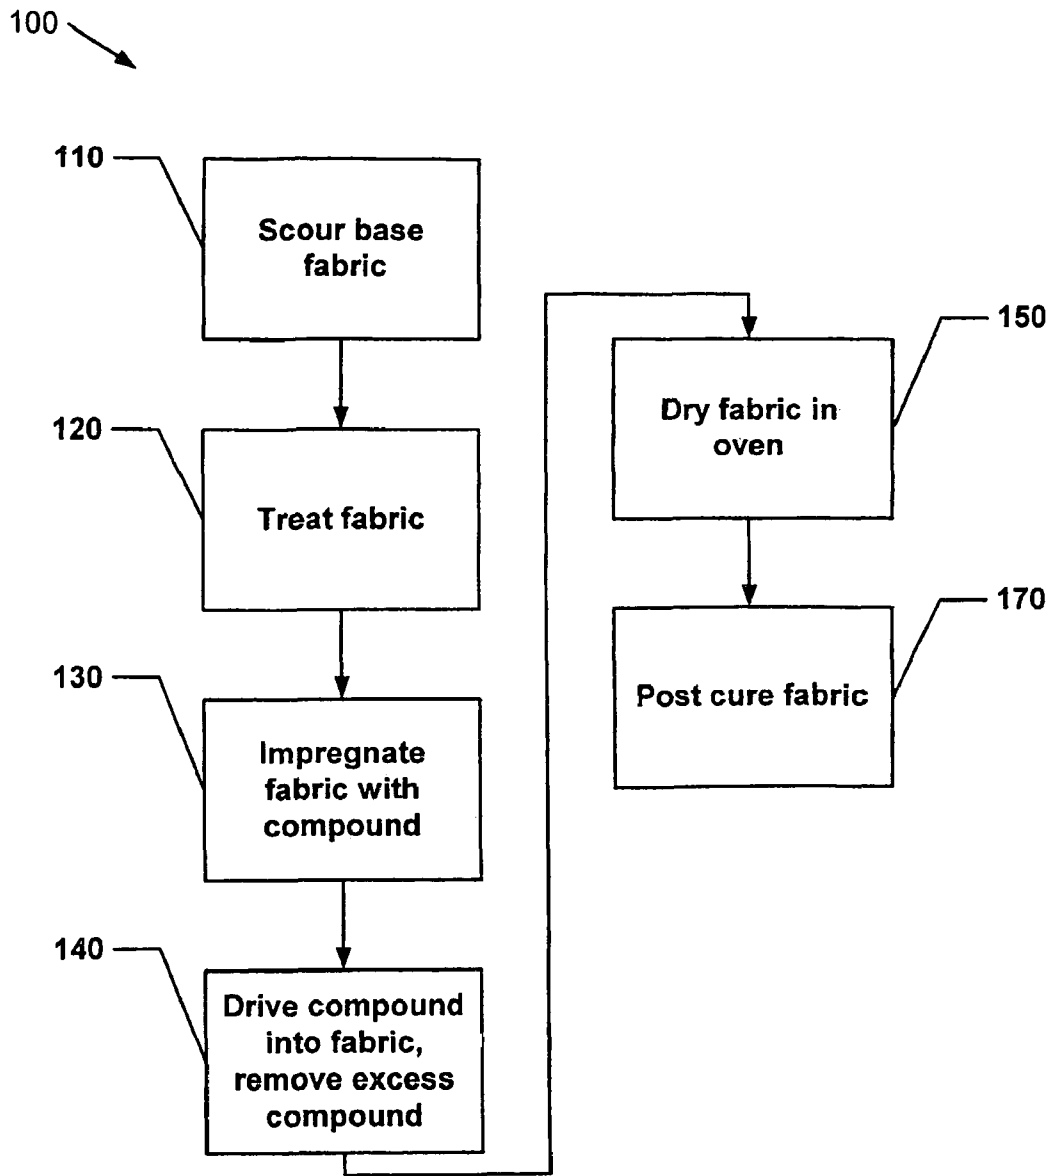 100
110
Scour base
fabric
120
Treat fabric
130
Impregnate
fabric with
compound
140
Drive compound
into fabric,
remove excess
compound
150
Dry fabric in
oven
170
Post cure fabric